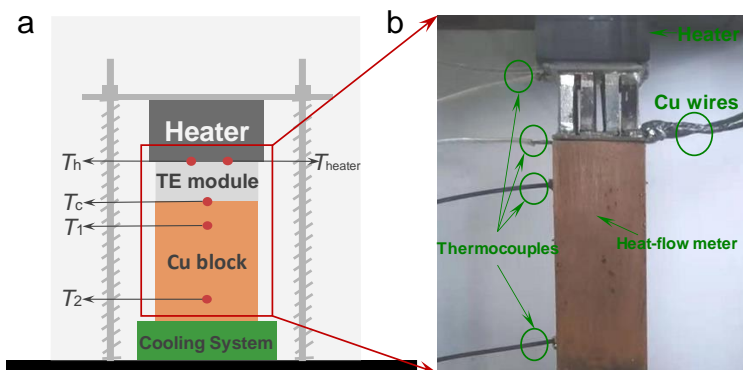 a
Heater
Th
Theater
TE module
Tc
T1
Cu block
T2
Cooling System
b
Heater
Cu wires
Thermocouples
Heat-flow meter